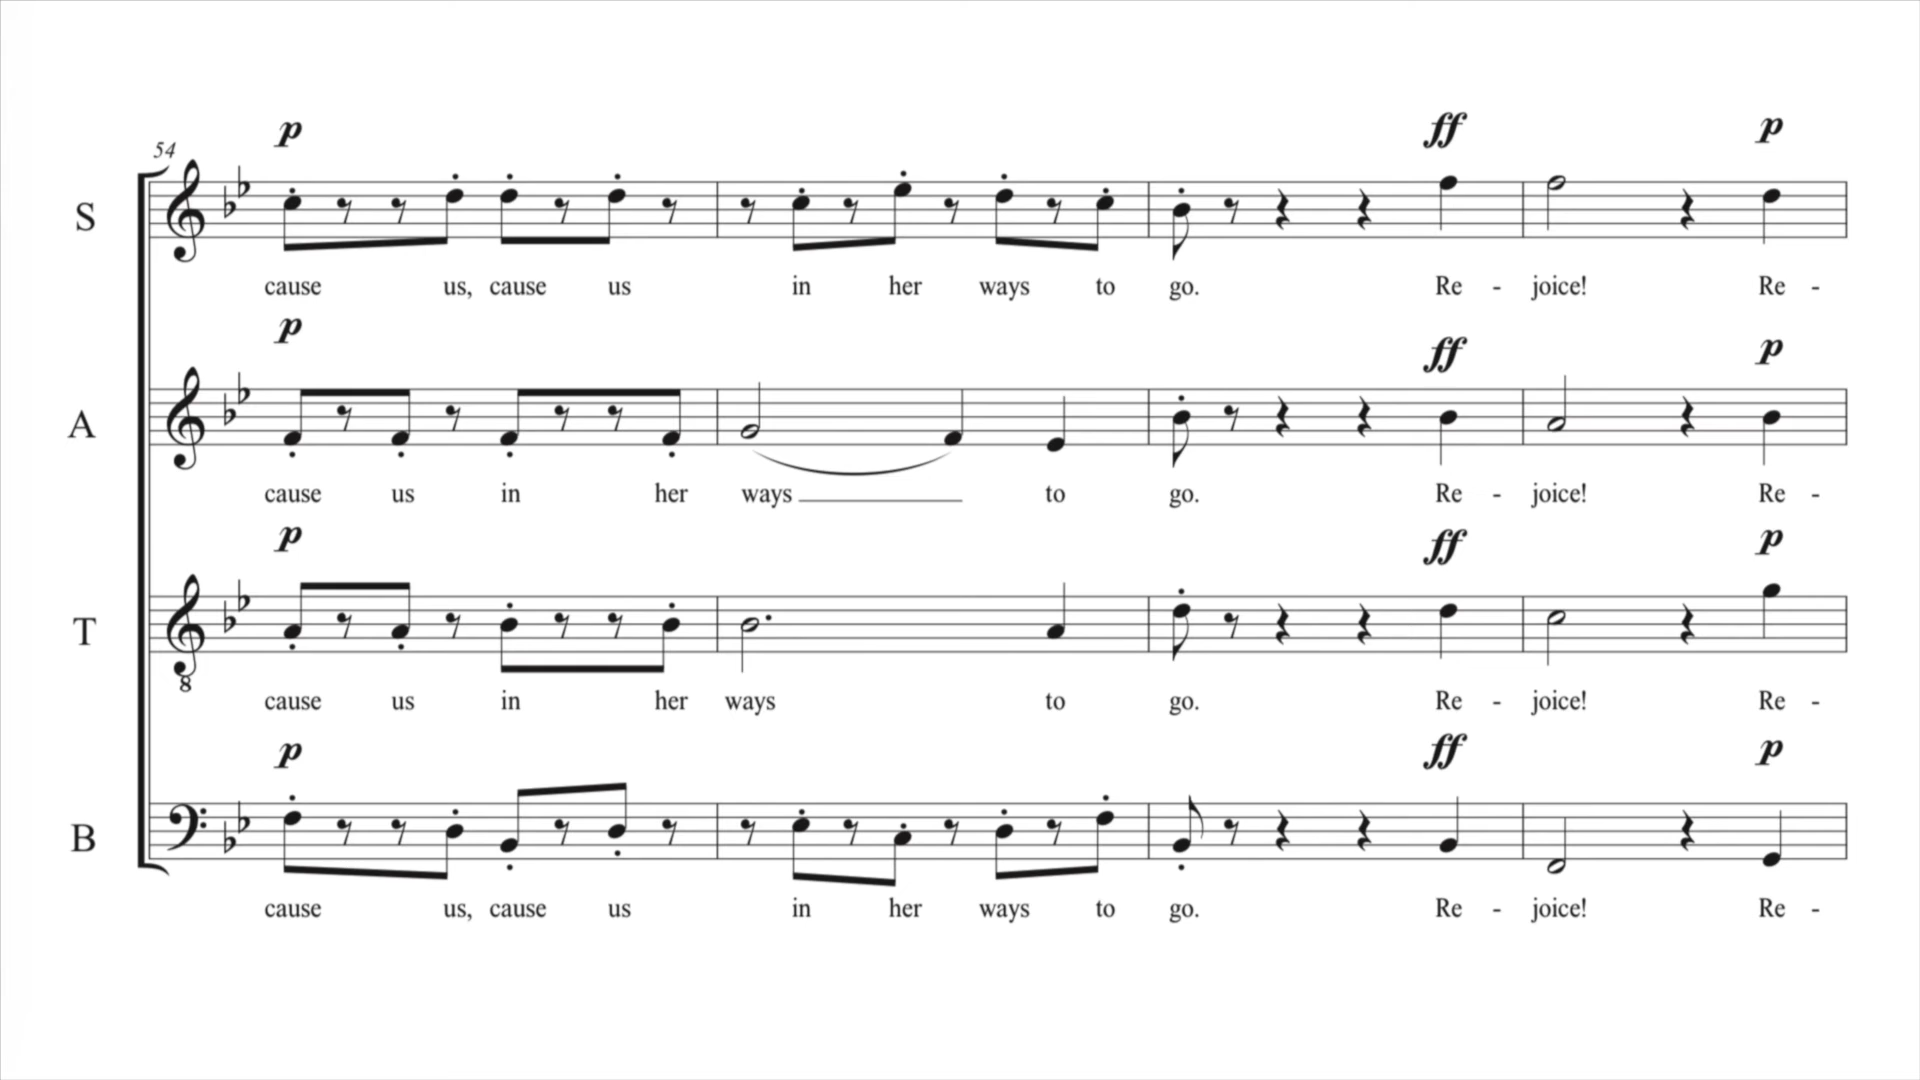 p ff p
54
S
cause us, cause us in her ways to go. Re - joice! Re -
p ff p
A
cause us in her ways to go. Re - joice! Re -
p ff p
T
8
cause us in her ways to go. Re - joice! Re -
p ff p
B
cause us, cause us in her ways to go. Re - joice! Re -